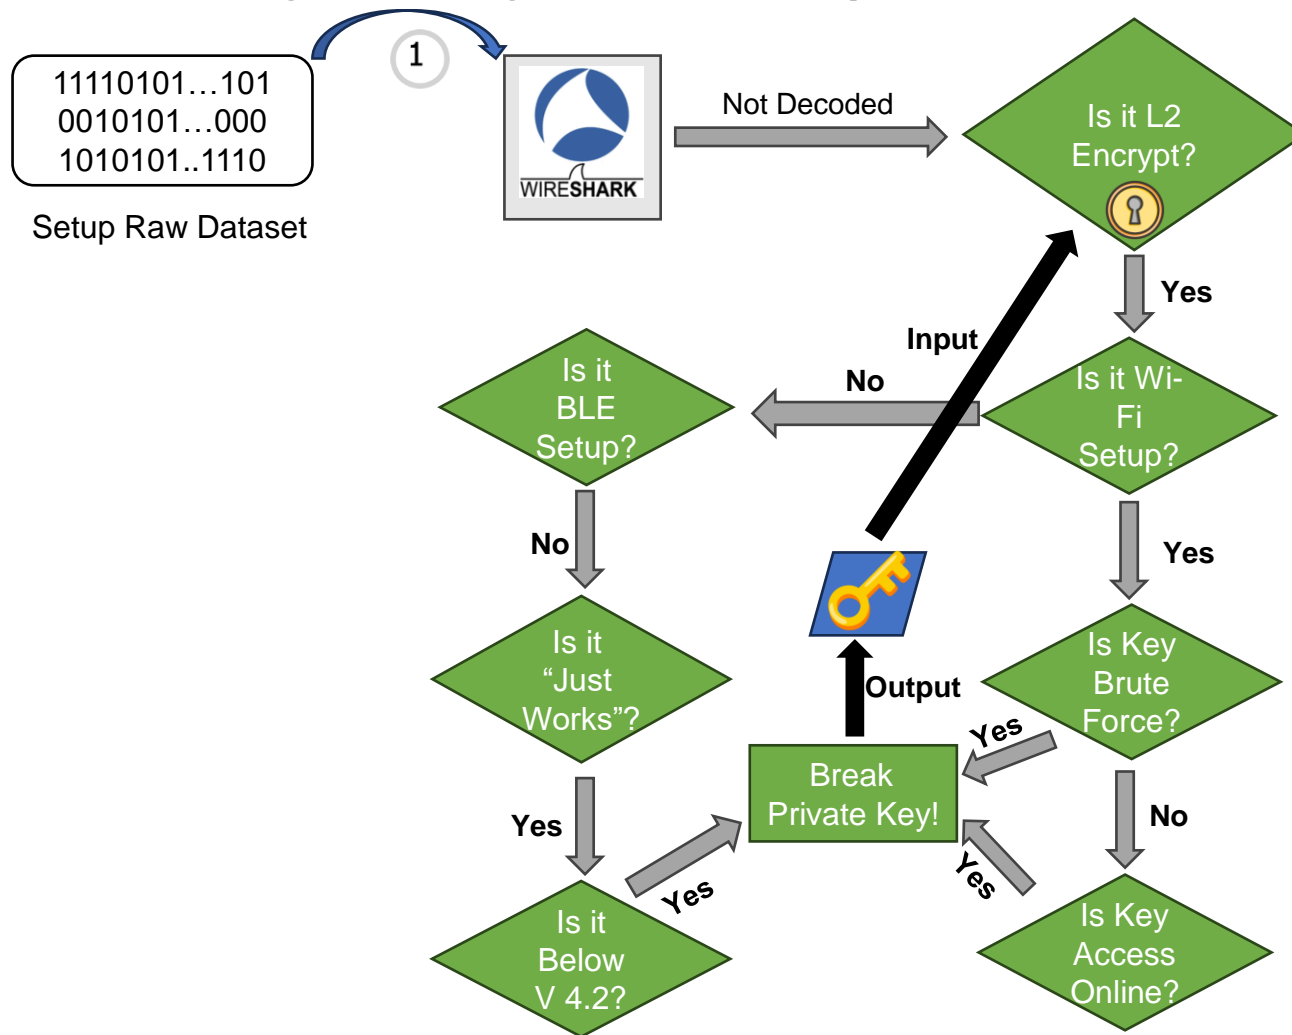 11110101…101
0010101…000
1010101..1110
Setup Raw Dataset
1
WIRESHARK
Not Decoded
Is it L2
Encrypt?
Yes
Input
No
Is it
BLE
Setup?
Is it Wi-
Fi
Setup?
No
Yes
Is it
“Just
Works”?
Output
Is Key
Brute
Force?
Yes
Break
Private Key!
Yes
No
Yes
Yes
Is it
Below
V 4.2?
Is Key
Access
Online?